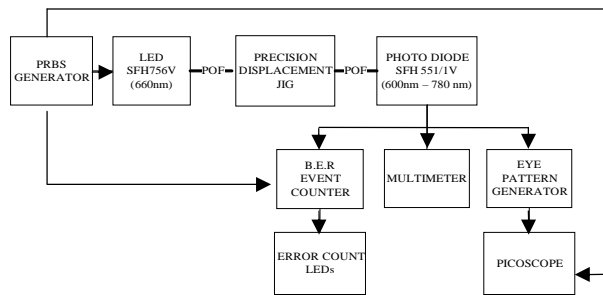 PRBS
GENERATOR
LED
SFH756V
(660nm)
POF
PRECISION
DISPLACEMENT
JIG
POF
PHOTO DIODE
SFH 551/1V
(600nm – 780 nm)
B.E.R
EVENT
COUNTER
MULTIMETER
EYE
PATTERN
GENERATOR
ERROR COUNT
LEDs
PICOSCOPE